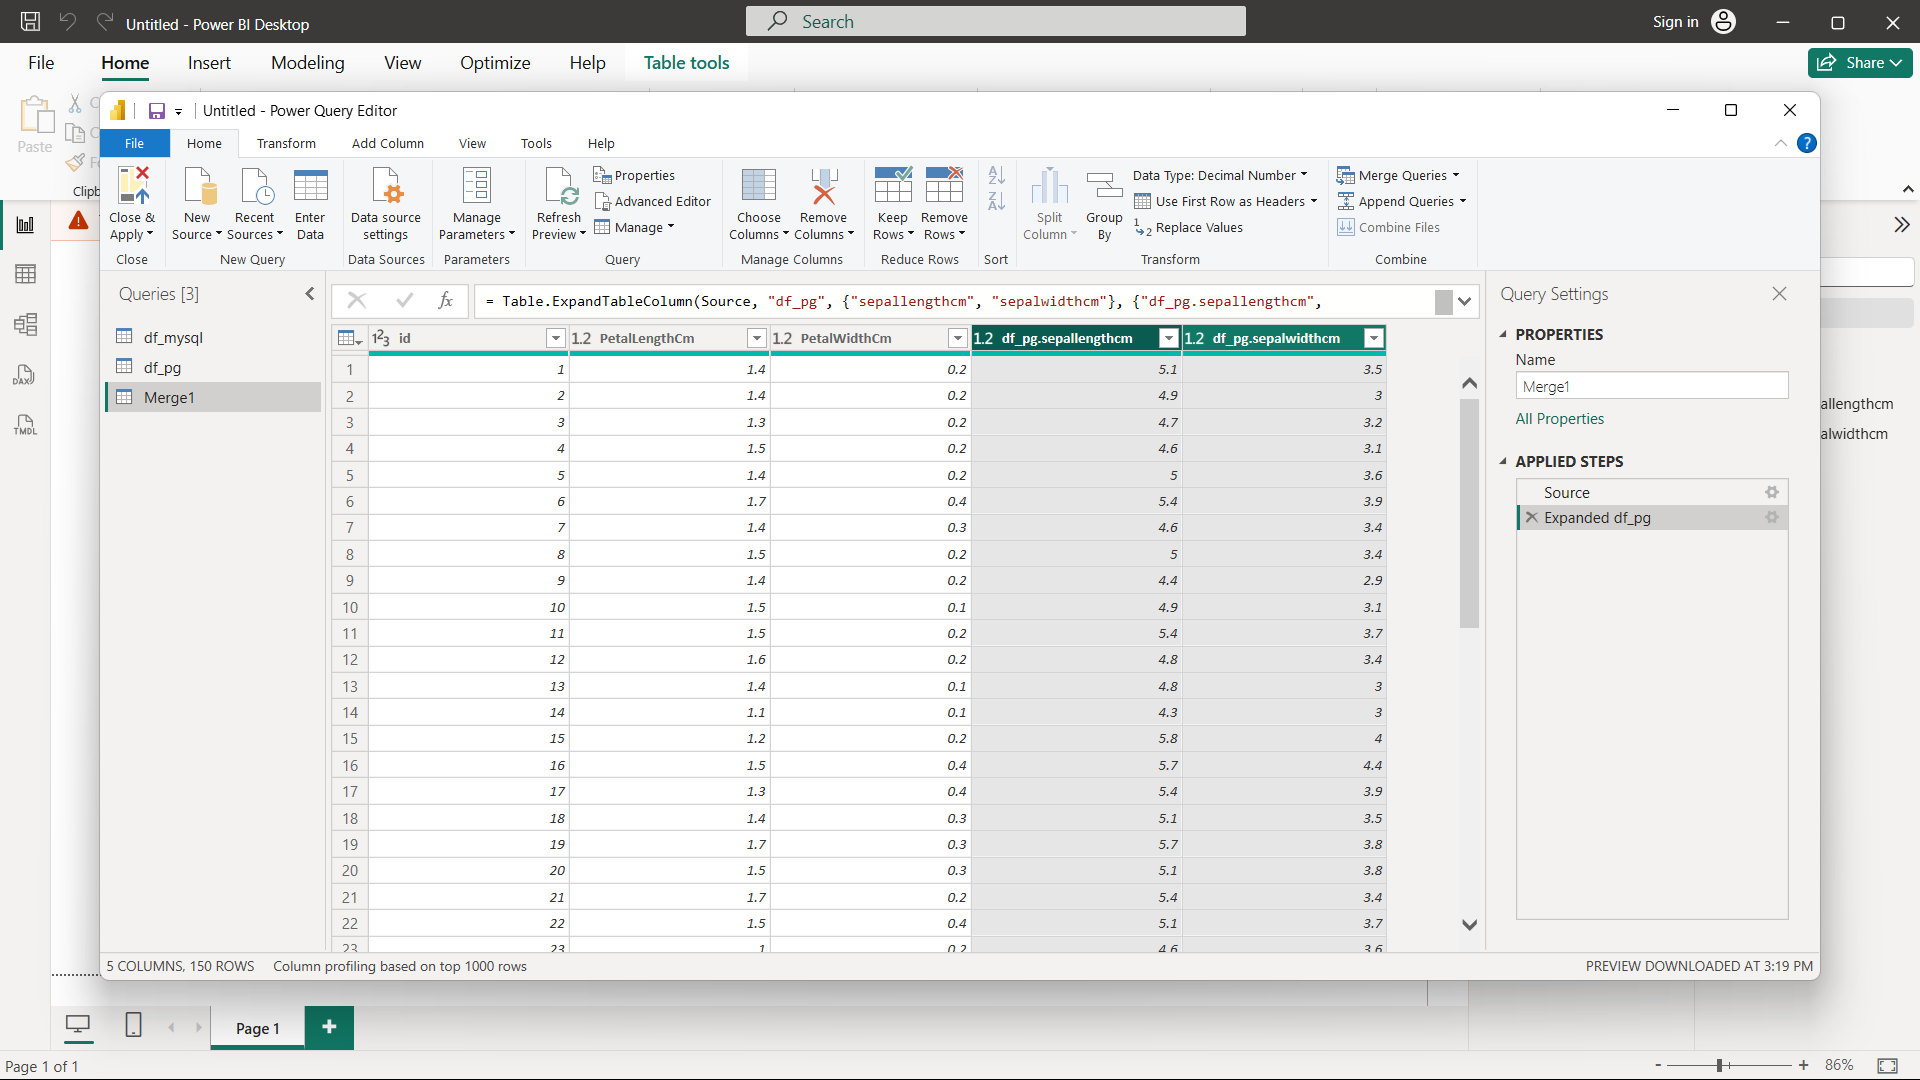 Untitled - Power BI Desktop
Search
Sign in
File Home Insert Modeling View Optimize Help Table tools
Share
Paste
Clipb
Untitled - Power Query Editor
File Home Transform Add Column View Tools Help
Close & Apply
New Source
Recent Sources
Enter Data
Data source settings
Manage Parameters
Refresh Preview
Properties
Advanced Editor
Manage
Choose Columns
Remove Columns
Keep Rows
Remove Rows
Split Column
Group By
Data Type: Decimal Number
Use First Row as Headers
Replace Values
Merge Queries
Append Queries
Combine Files
Close
New Query
Data Sources
Parameters
Query
Manage Columns
Reduce Rows
Sort
Transform
Combine
Queries [3]
df_mysql
df_pg
Merge1
fx
= Table.ExpandTableColumn(Source, "df_pg", {"sepallengthcm", "sepalwidthcm"}, {"df_pg.sepallengthcm",
123 id 1.2 PetalLengthCm 1.2 PetalWidthCm 1.2 df_pg.sepallengthcm 1.2 df_pg.sepalwidthcm
1 1 1.4 0.2 5.1 3.5
2 2 1.4 0.2 4.9 3
3 3 1.3 0.2 4.7 3.2
4 4 1.5 0.2 4.6 3.1
5 5 1.4 0.2 5 3.6
6 6 1.7 0.4 5.4 3.9
7 7 1.4 0.3 4.6 3.4
8 8 1.5 0.2 5 3.4
9 9 1.4 0.2 4.4 2.9
10 10 1.5 0.1 4.9 3.1
11 11 1.5 0.2 5.4 3.7
12 12 1.6 0.2 4.8 3.4
13 13 1.4 0.1 4.8 3
14 14 1.1 0.1 4.3 3
15 15 1.2 0.2 5.8 4
16 16 1.5 0.4 5.7 4.4
17 17 1.3 0.4 5.4 3.9
18 18 1.4 0.3 5.1 3.5
19 19 1.7 0.3 5.7 3.8
20 20 1.5 0.3 5.1 3.8
21 21 1.7 0.2 5.4 3.4
22 22 1.5 0.4 5.1 3.7
23 23 1 0.2 4.6 3.6
Query Settings
PROPERTIES
Name
Merge1
All Properties
APPLIED STEPS
Source
Expanded df_pg
allengthcm
alwidthcm
DAX
TMDL
5 COLUMNS, 150 ROWS Column profiling based on top 1000 rows
PREVIEW DOWNLOADED AT 3:19 PM
Page 1
Page 1 of 1
- + 86%